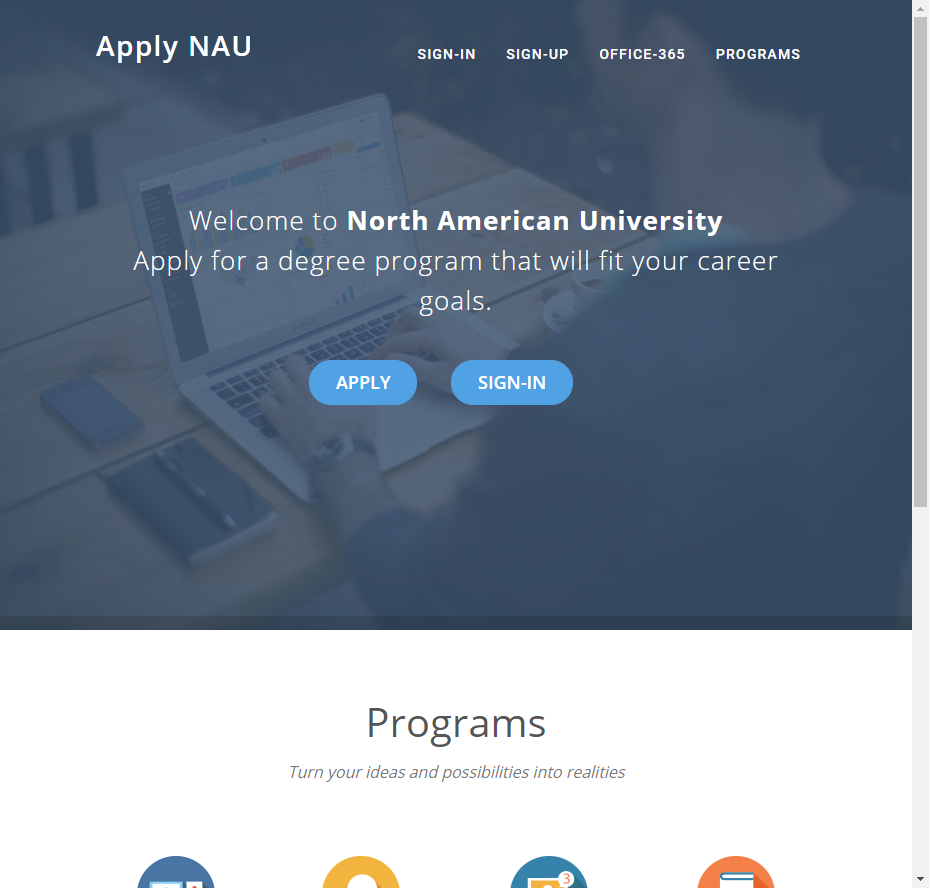 Apply NAU
SIGN-IN SIGN-UP OFFICE-365 PROGRAMS
Welcome to North American University
Apply for a degree program that will fit your career
goals.
APPLY SIGN-IN
Programs
Turn your ideas and possibilities into realities
3